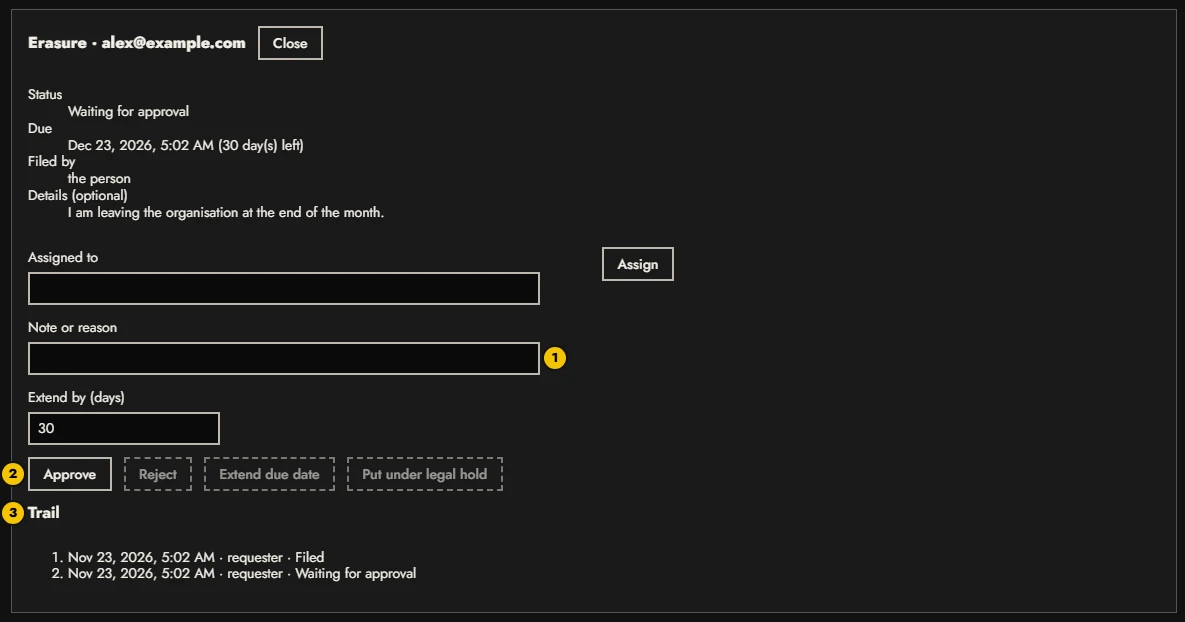 Erasure · alex@example.com
Close
Status
Waiting for approval
Due
Dec 23, 2026, 5:02 AM (30 day(s) left)
Filed by
the person
Details (optional)
I am leaving the organisation at the end of the month.
Assigned to
Assign
Note or reason
1
Extend by (days)
30
2
Approve
Reject
Extend due date
Put under legal hold
3
Trail
1. Nov 23, 2026, 5:02 AM · requester · Filed
2. Nov 23, 2026, 5:02 AM · requester · Waiting for approval